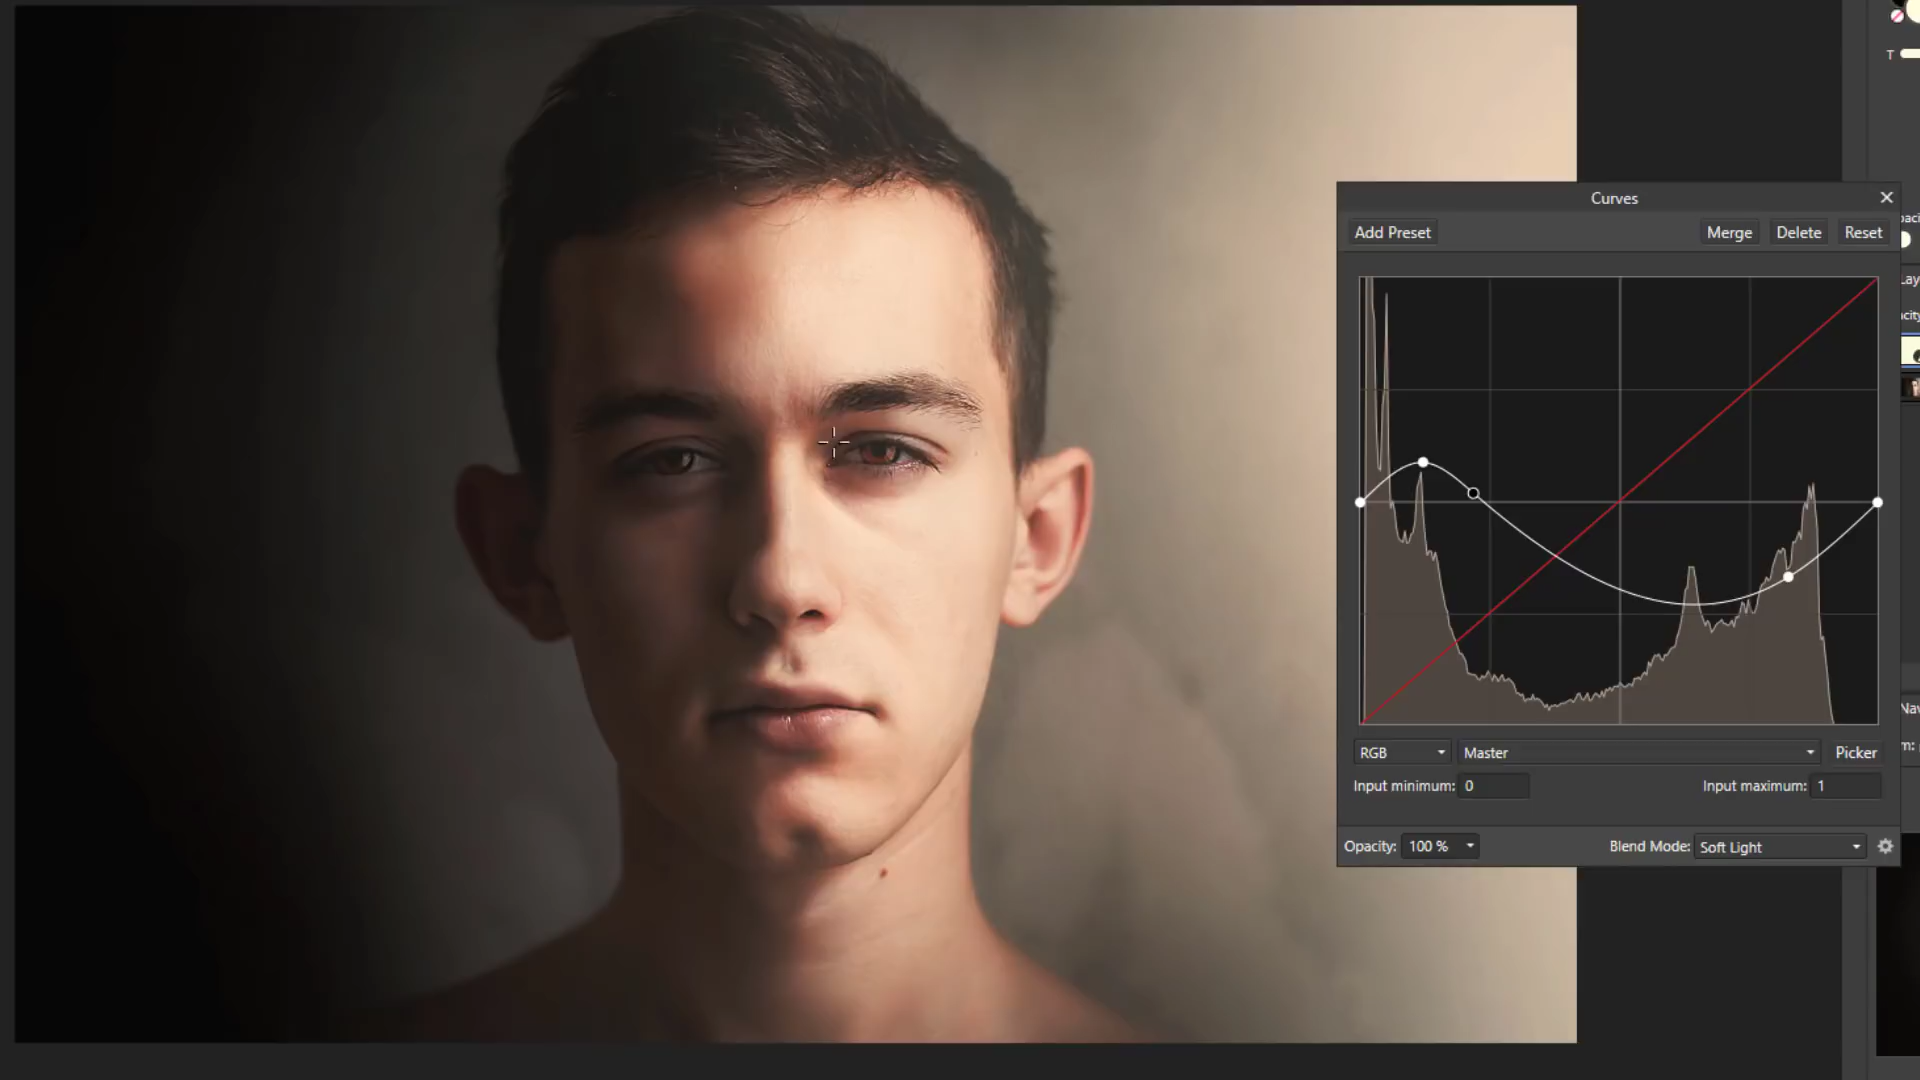 T
Curves
Add Preset
Merge
Delete
Reset
RGB
Master
Picker
Input minimum: 0
Input maximum: 1
Opacity: 100 %
Blend Mode: Soft Light